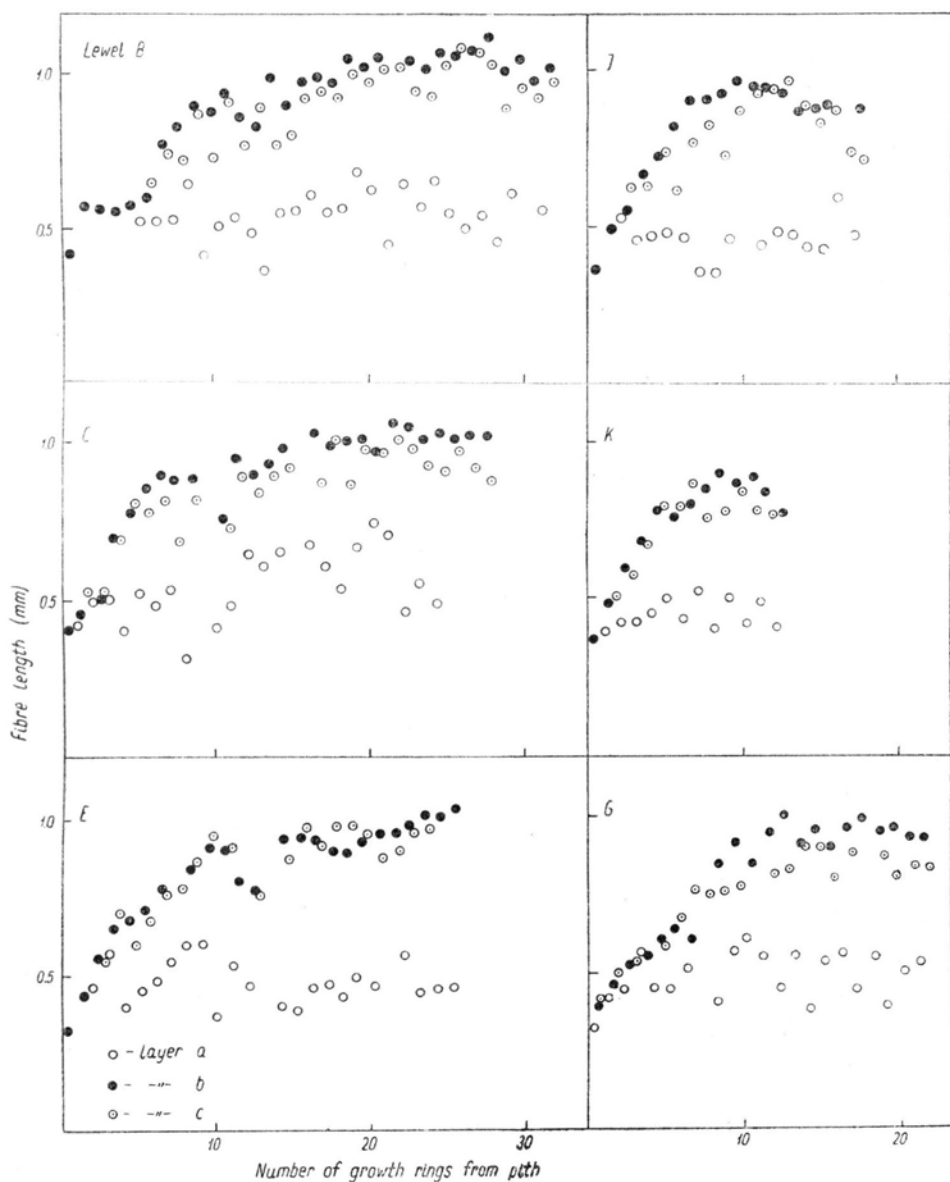 Lewel B
1.0
0.5
J
C
1.0
0.5
K
Fibre length (mm)
E
1.0
0.5
G
○ - Layer a
● - -"- b
⊙ - -"- c
10
20
30
10
20
Number of growth rings from pith